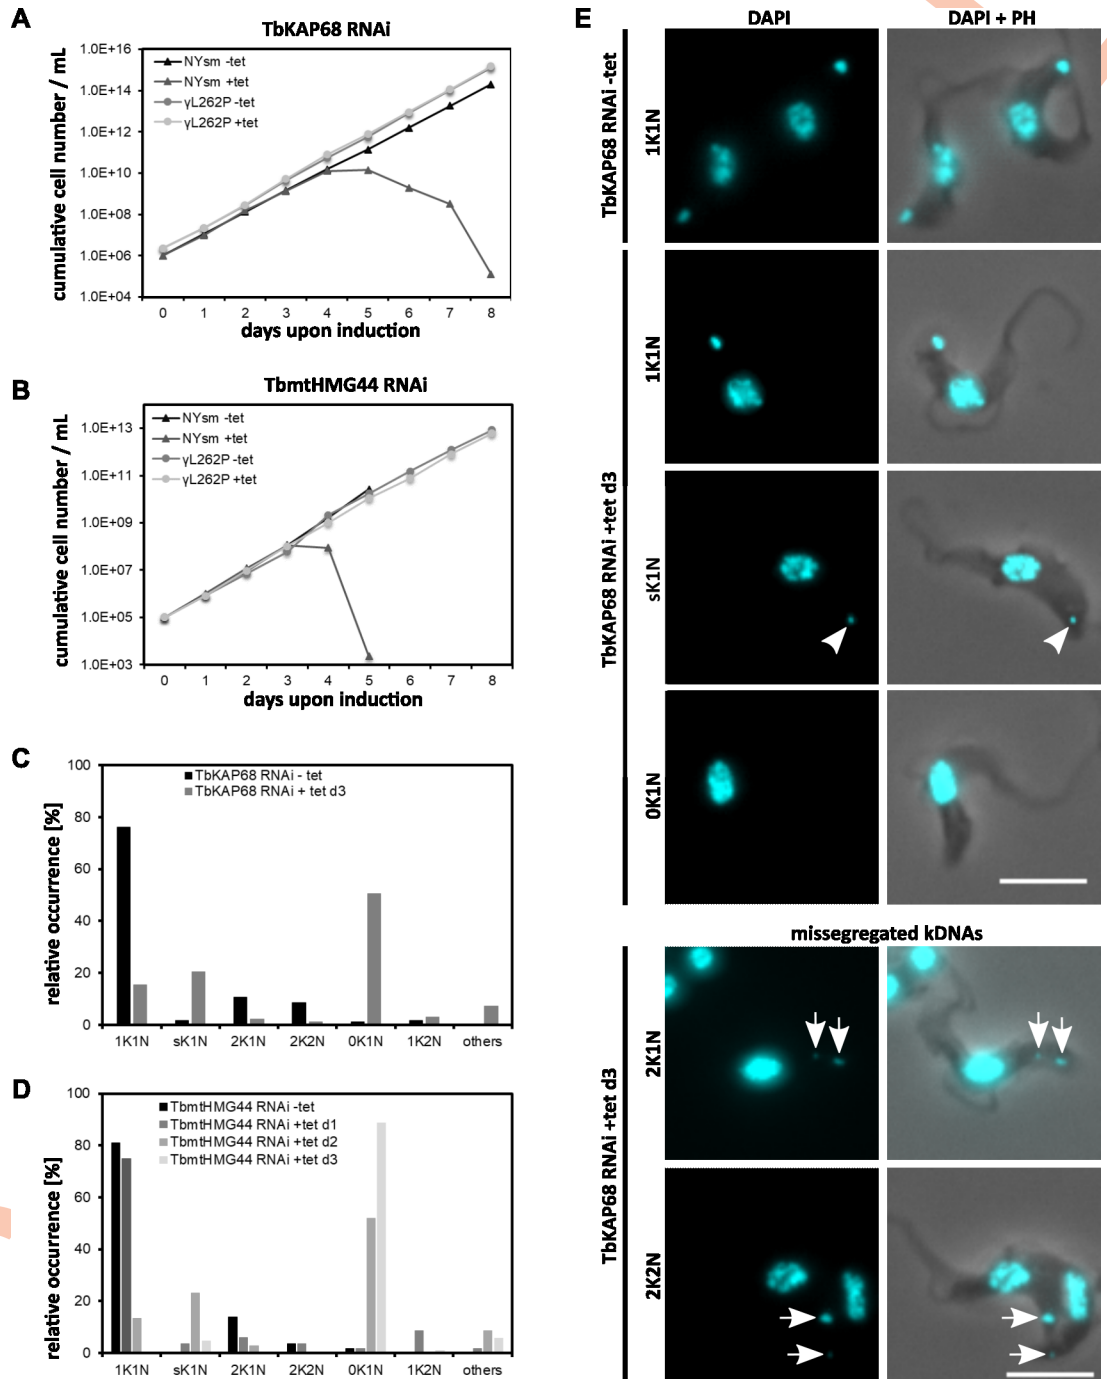 A
TbKAP68 RNAi
cumulative cell number / mL
1.0E+16
1.0E+14
1.0E+12
1.0E+10
1.0E+08
1.0E+06
1.0E+04
NYsm -tet
NYsm +tet
γL262P -tet
γL262P +tet
0 1 2 3 4 5 6 7 8
days upon induction
B
TbmtHMG44 RNAi
cumulative cell number / mL
1.0E+13
1.0E+11
1.0E+09
1.0E+07
1.0E+05
1.0E+03
NYsm -tet
NYsm +tet
γL262P -tet
γL262P +tet
0 1 2 3 4 5 6 7 8
days upon induction
C
relative occurrence [%]
100
80
60
40
20
0
TbKAP68 RNAi - tet
TbKAP68 RNAi + tet d3
1K1N sK1N 2K1N 2K2N 0K1N 1K2N others
D
relative occurrence [%]
100
80
60
40
20
0
TbmtHMG44 RNAi -tet
TbmtHMG44 RNAi +tet d1
TbmtHMG44 RNAi +tet d2
TbmtHMG44 RNAi +tet d3
1K1N sK1N 2K1N 2K2N 0K1N 1K2N others
E
DAPI DAPI + PH
TbKAP68 RNAi -tet
1K1N
TbKAP68 RNAi +tet d3
1K1N
sK1N
0K1N
missegregated kDNAs
TbKAP68 RNAi +tet d3
2K1N
2K2N